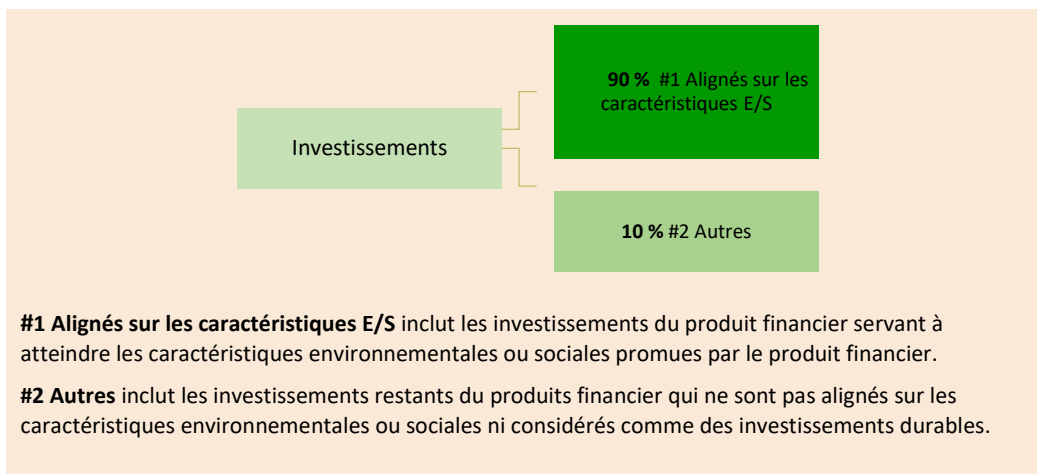 90 % #1 Alignés sur les
caractéristiques E/S
Investissements
10 % #2 Autres
#1 Alignés sur les caractéristiques E/S inclut les investissements du produit financier servant à
atteindre les caractéristiques environnementales ou sociales promues par le produit financier.
#2 Autres inclut les investissements restants du produits financier qui ne sont pas alignés sur les
caractéristiques environnementales ou sociales ni considérés comme des investissements durables.